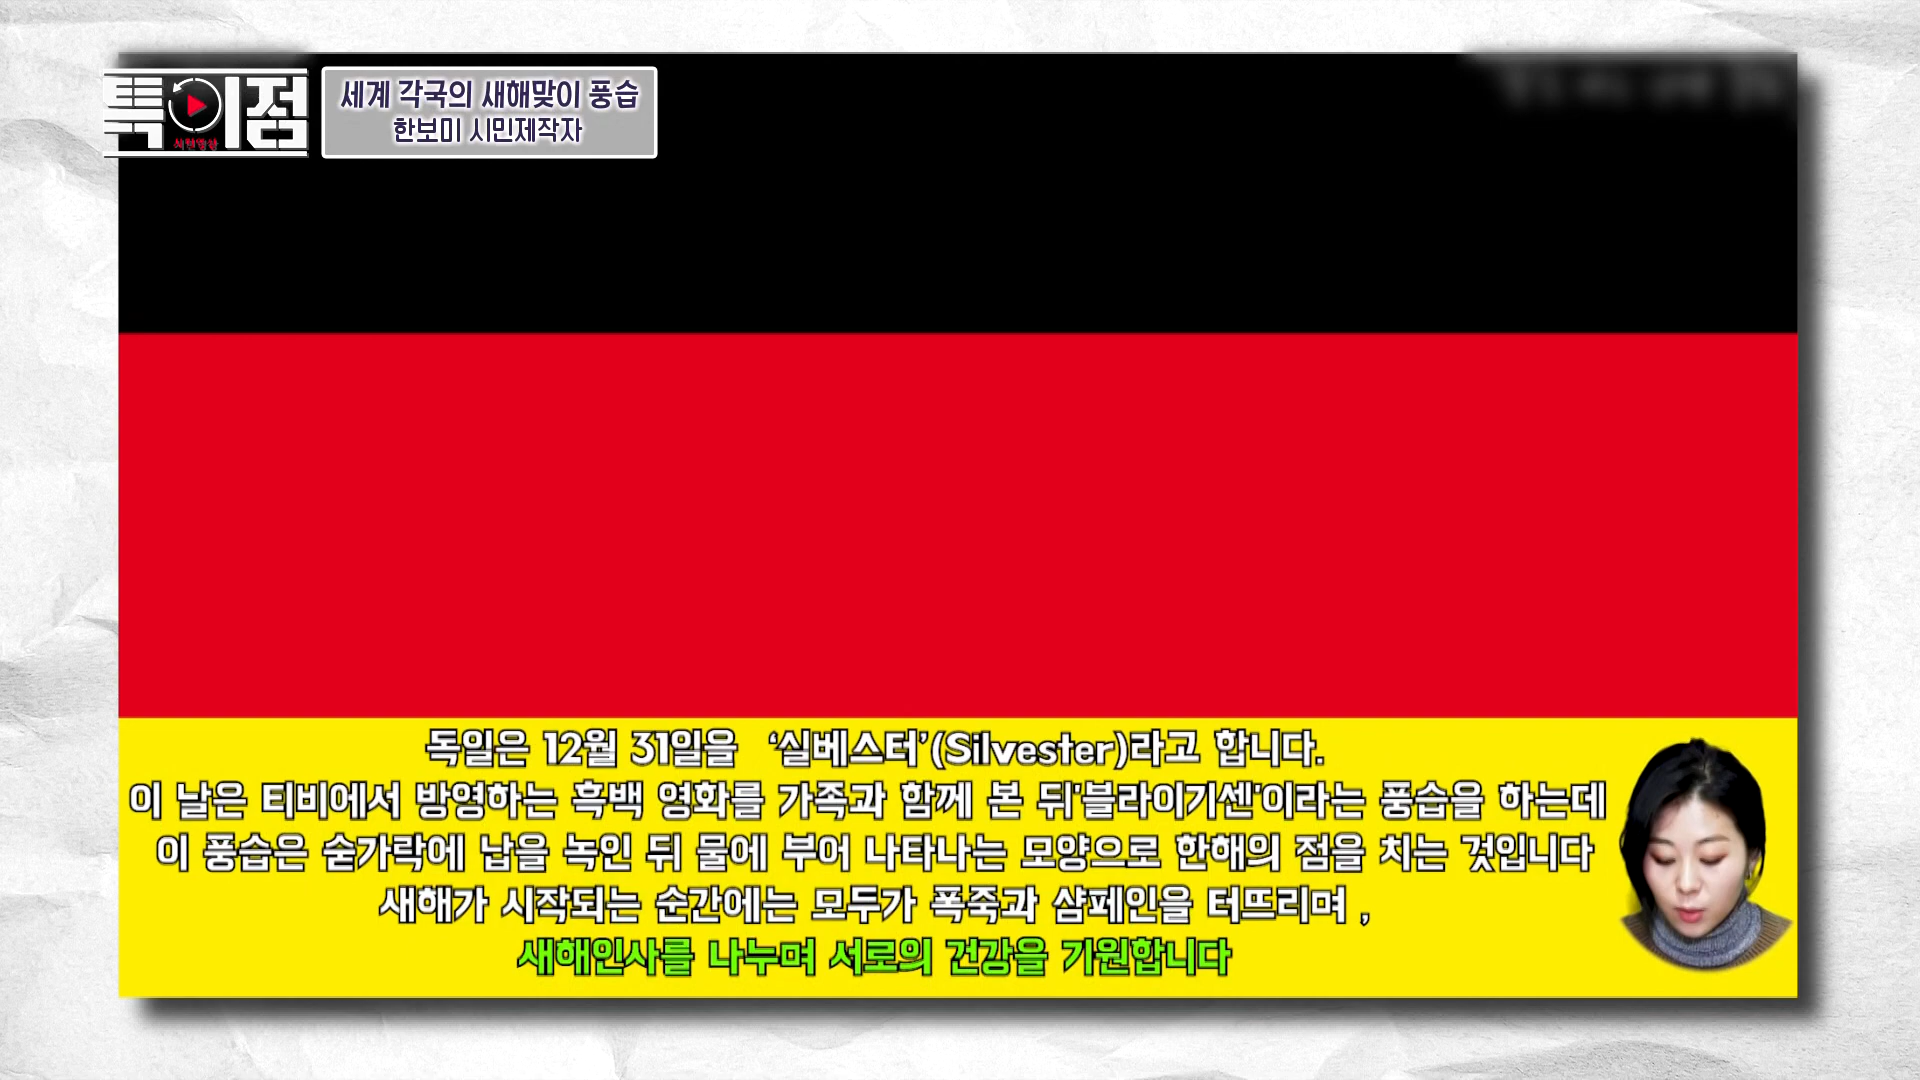 특이점
시민영상
세계 각국의 새해맞이 풍습
한보미 시민제작자
독일은 12월 31일을 ‘실베스터’(Silvester)라고 합니다.
이 날은 티비에서 방영하는 흑백 영화를 가족과 함께 본 뒤'블라이기센'이라는 풍습을 하는데
이 풍습은 숟가락에 납을 녹인 뒤 물에 부어 나타나는 모양으로 한해의 점을 치는 것입니다
새해가 시작되는 순간에는 모두가 폭죽과 샴페인을 터뜨리며 ,
새해인사를 나누며 서로의 건강을 기원합니다